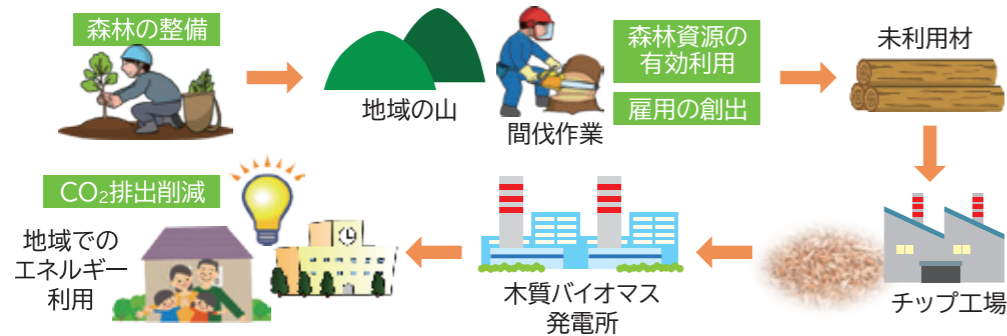 森林の整備
地域の山
間伐作業
森林資源の
有効利用
雇用の創出
未利用材
チップ工場
木質バイオマス
発電所
CO₂排出削減
地域での
エネルギー
利用